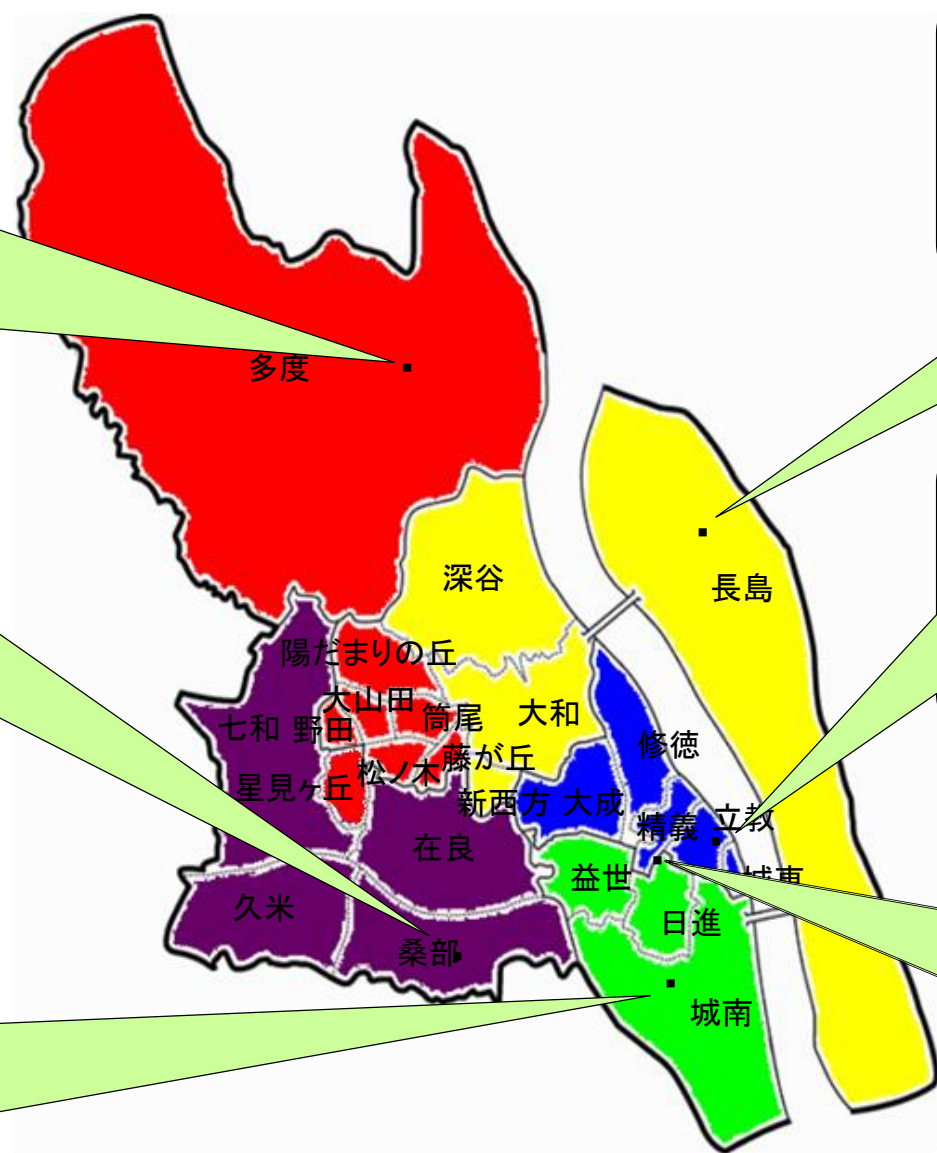 多度
深谷
長島
陽だまりの丘
大山田
筒尾
大和
七和 野田
修徳
藤が丘
松ノ木
星見ヶ丘
新西方 大成
立教
精義
在良
益世
城東
久米
日進
桑部
城南